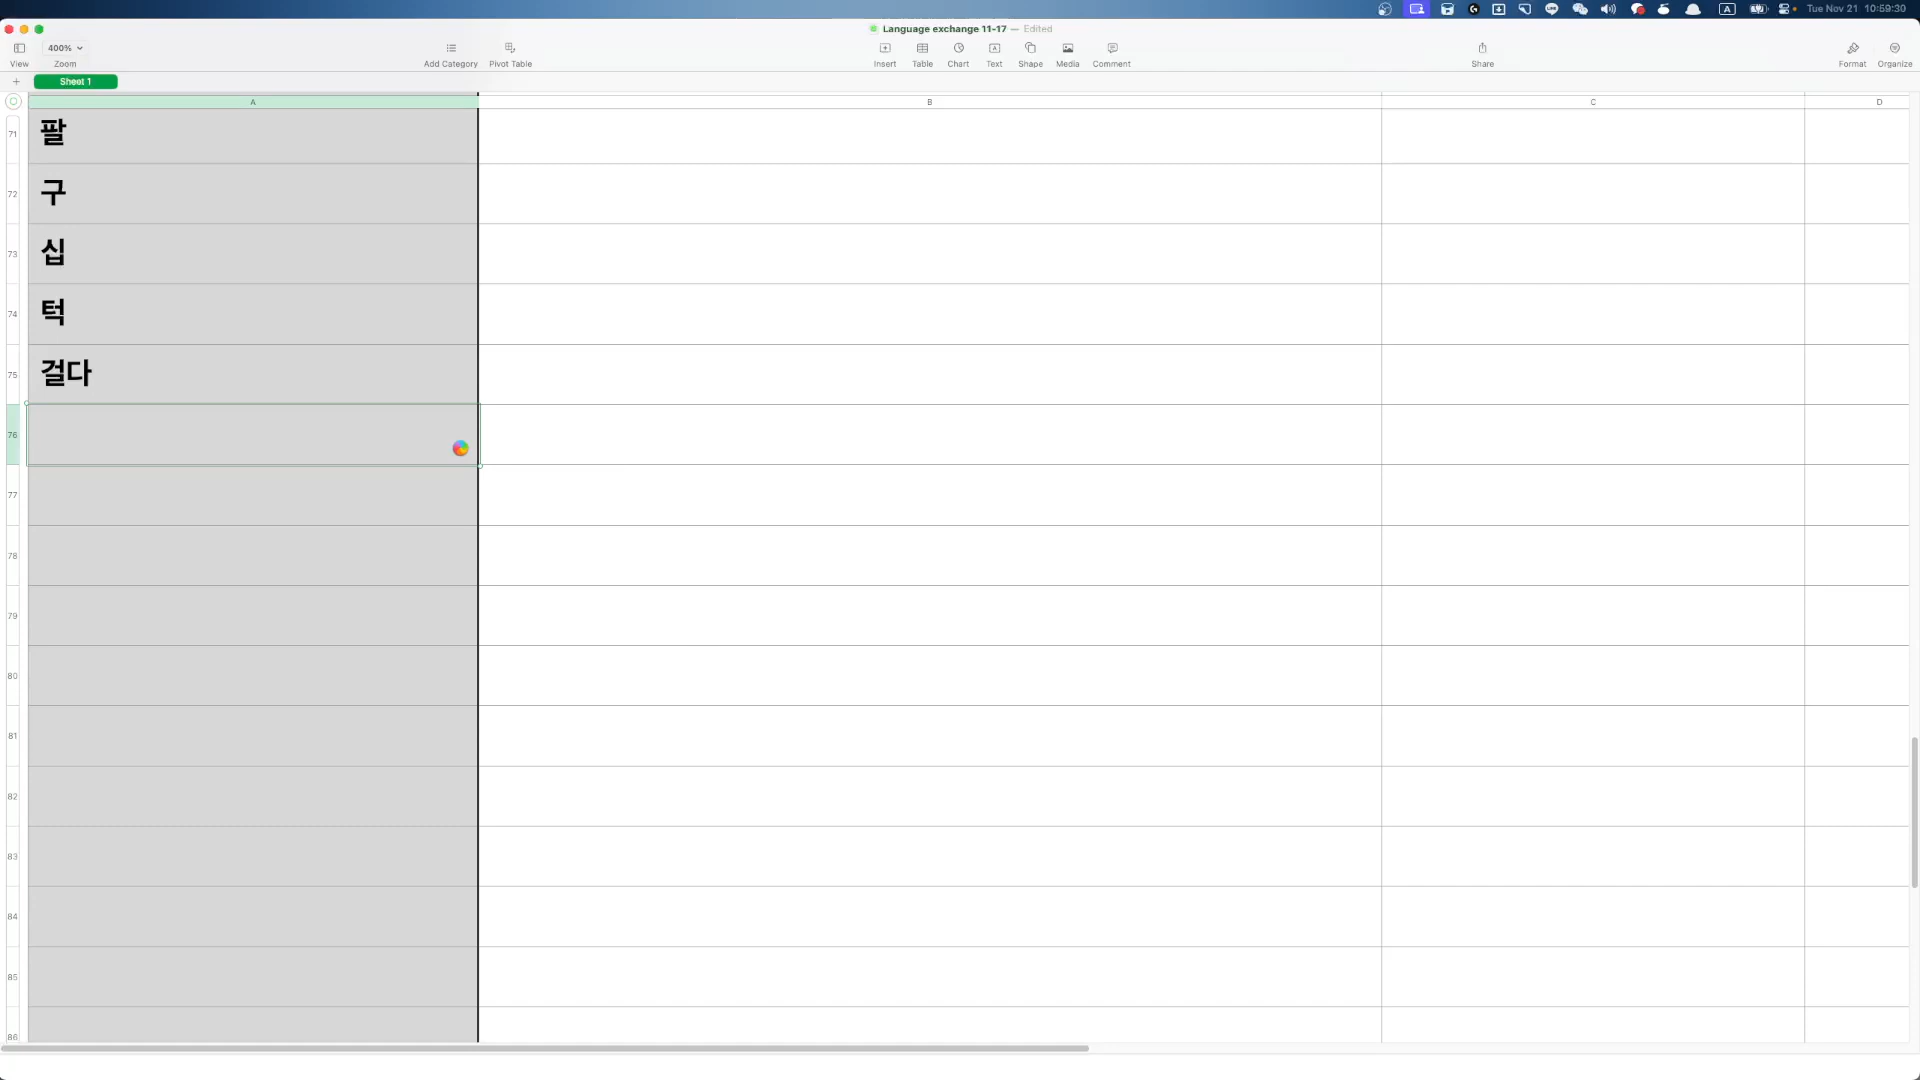 Tue Nov 21 10:59:30
Language exchange 11-17 — Edited
400%
View
Zoom
Add Category
Pivot Table
Insert
Table
Chart
Text
Shape
Media
Comment
Share
Format
Organize
Sheet 1
A
B
C
D
71 팔
72 구
73 십
74 턱
75 걸다
76
77
78
79
80
81
82
83
84
85
86